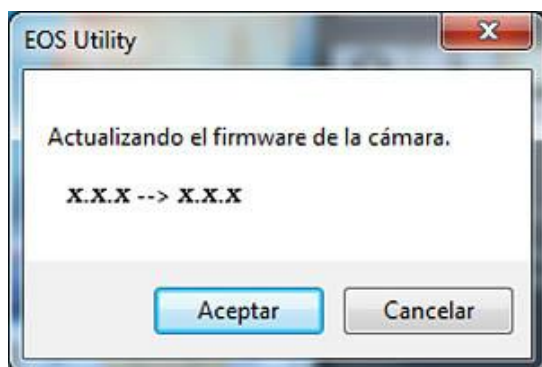 EOS Utility
Actualizando el firmware de la cámara.
X.X.X --> X.X.X
Aceptar
Cancelar